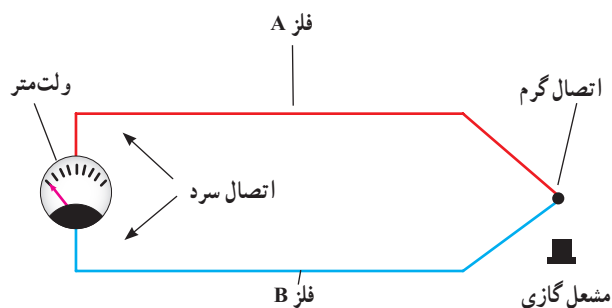 فلز A
ولت‌متر
اتصال گرم
اتصال سرد
فلز B
مشعل گازی